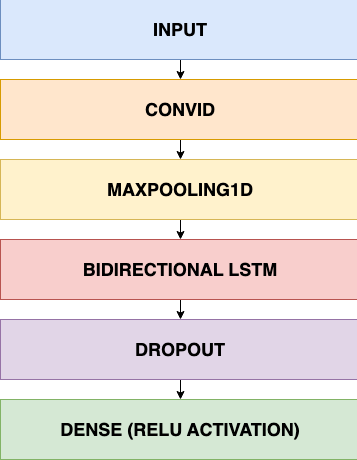 INPUT
CONVID
MAXPOOLING1D
BIDIRECTIONAL LSTM
DROPOUT
DENSE (RELU ACTIVATION)